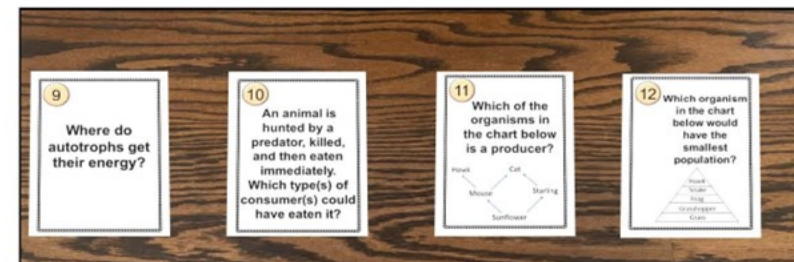 9
Where do
autotrophs get
their energy?
10
An animal is
hunted by a
predator, killed,
and then eaten
immediately.
Which type(s) of
consumer(s) could
have eaten it?
11
Which of the
organisms in
the chart below
is a producer?
Hawk
Cat
Mouse
Starling
Sunflower
12
Which organism
in the chart
below would
have the
smallest
population?
Hawk
Snake
Frog
Grasshopper
Grass